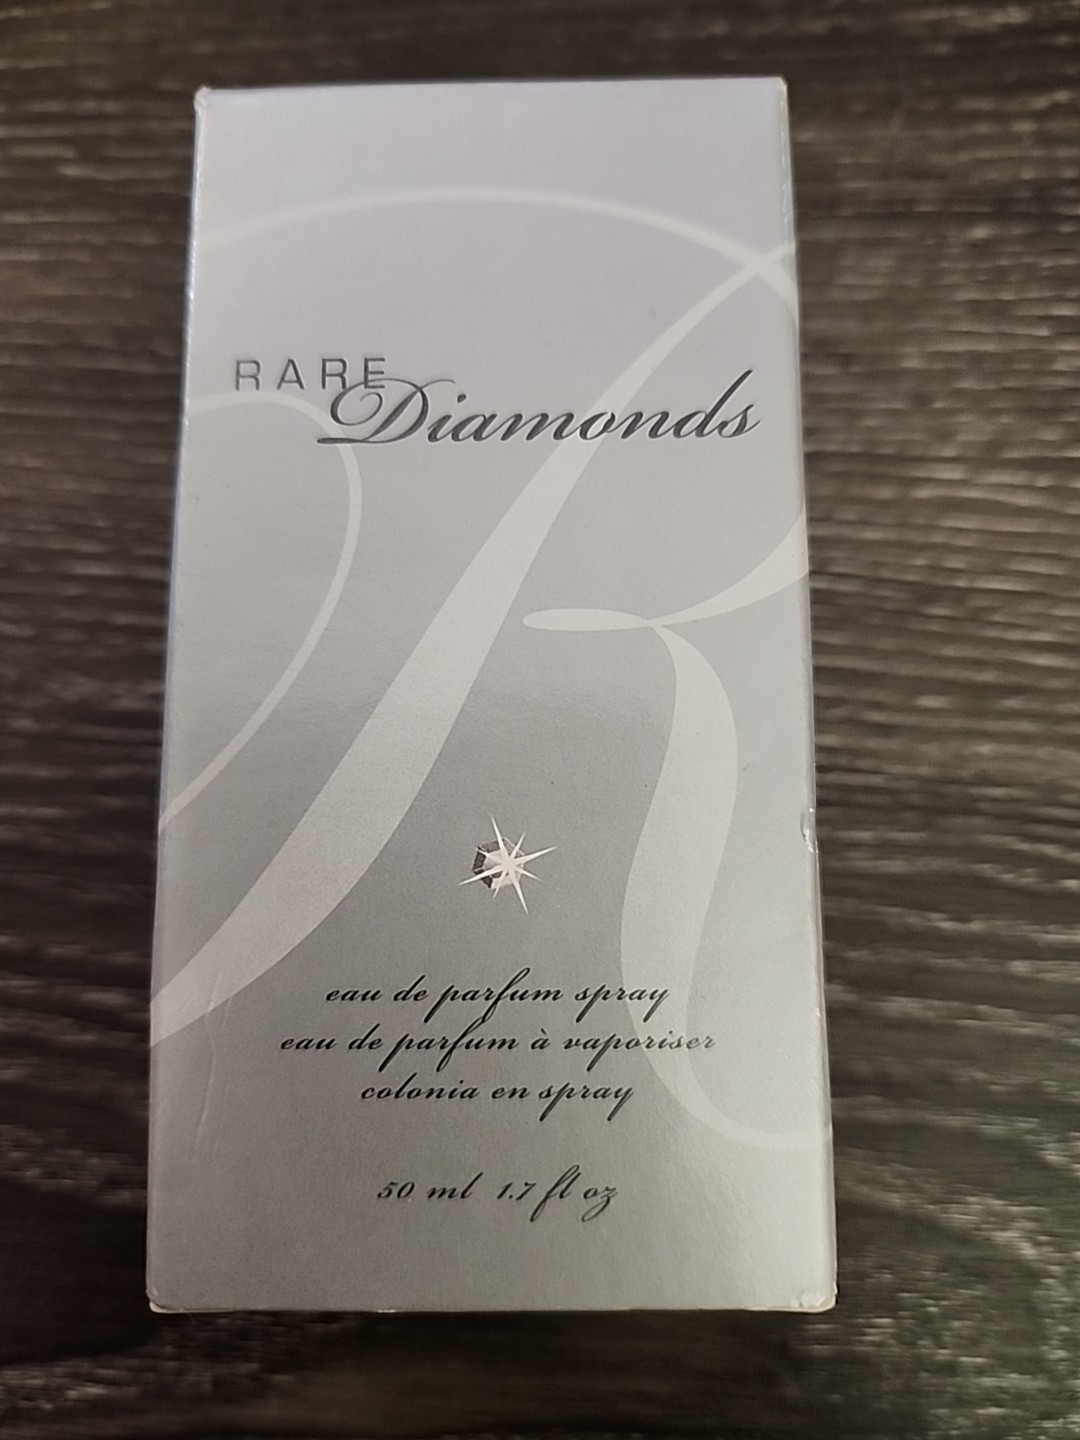 RARE
Diamonds
eau de parfum spray
eau de parfum à vaporiser
colonia en spray
50 ml 1.7 fl oz